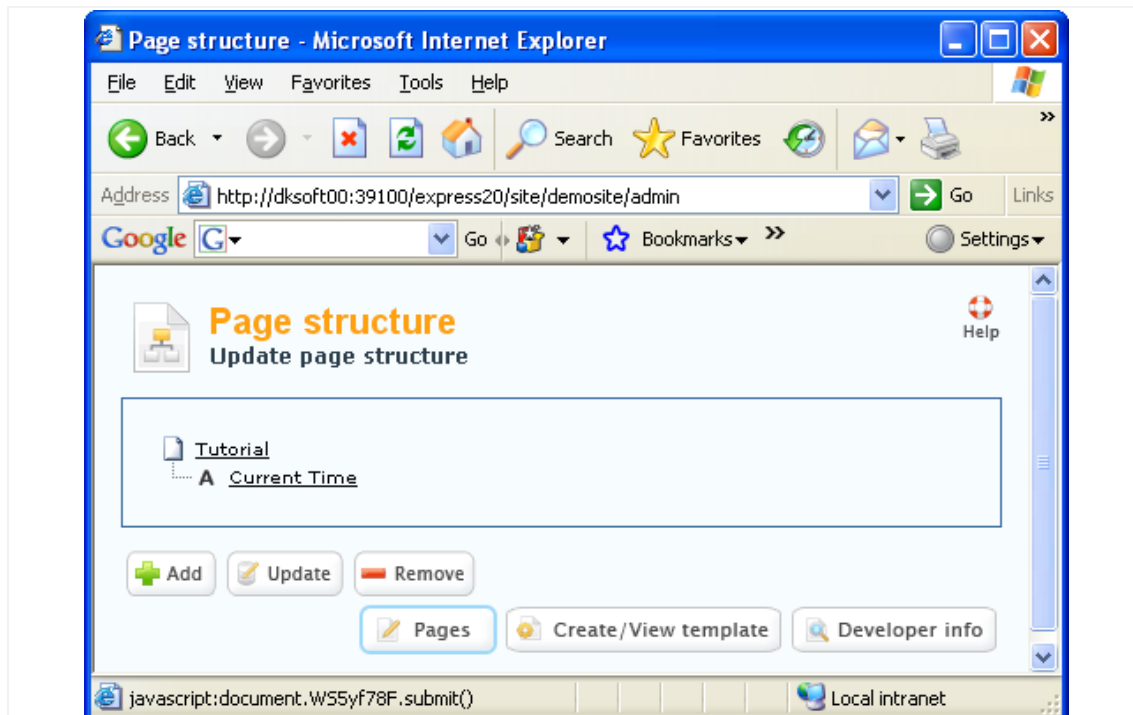 Page structure - Microsoft Internet Explorer
File Edit View Favorites Tools Help
Back Search Favorites »
Address http://dksoft00:39100/express20/site/demosite/admin Go Links
Google G Go Bookmarks » Settings
Page structure
Help
Update page structure
Tutorial
A Current Time
Add Update Remove
Pages Create/View template Developer info
javascript:document.WS5yf78F.submit() Local intranet